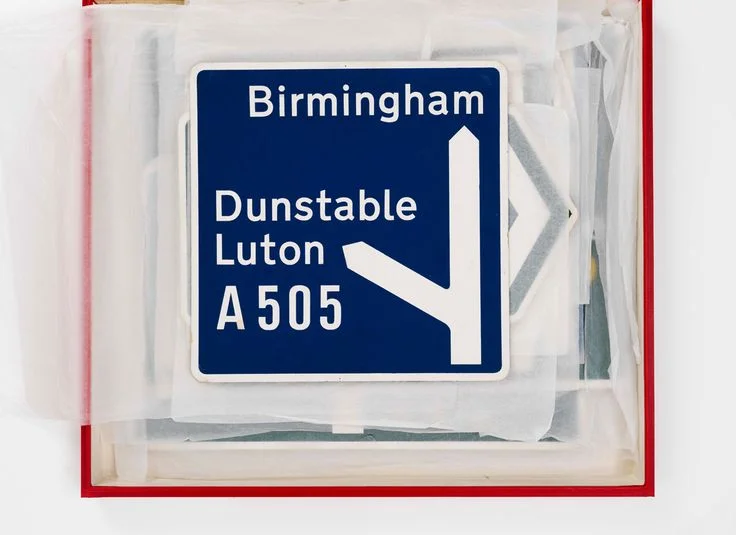 Birmingham
Dunstable
Luton
A505